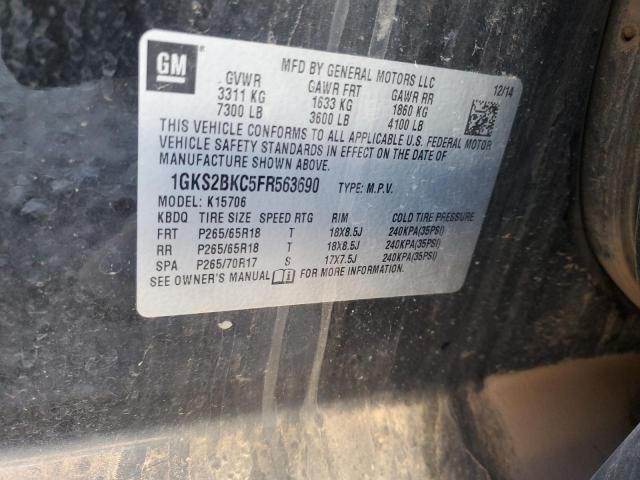 GM
MFD BY GENERAL MOTORS LLC
12/14
GVWR GAWR FRT GAWR RR
3311 KG 1633 KG 1860 KG
7300 LB 3600 LB 4100 LB
THIS VEHICLE CONFORMS TO ALL APPLICABLE U.S. FEDERAL MOTOR
VEHICLE SAFETY STANDARDS IN EFFECT ON THE DATE OF
MANUFACTURE SHOWN ABOVE.
1GKS2BKC5FR563690 TYPE: M.P.V.
MODEL: K15706
KBDQ TIRE SIZE SPEED RTG RIM COLD TIRE PRESSURE
FRT P265/65R18 T 18X8.5J 240KPA(35PSI)
RR P265/65R18 T 18X8.5J 240KPA(35PSI)
SPA P265/70R17 S 17X7.5J 240KPA(35PSI)
SEE OWNER'S MANUAL FOR MORE INFORMATION.